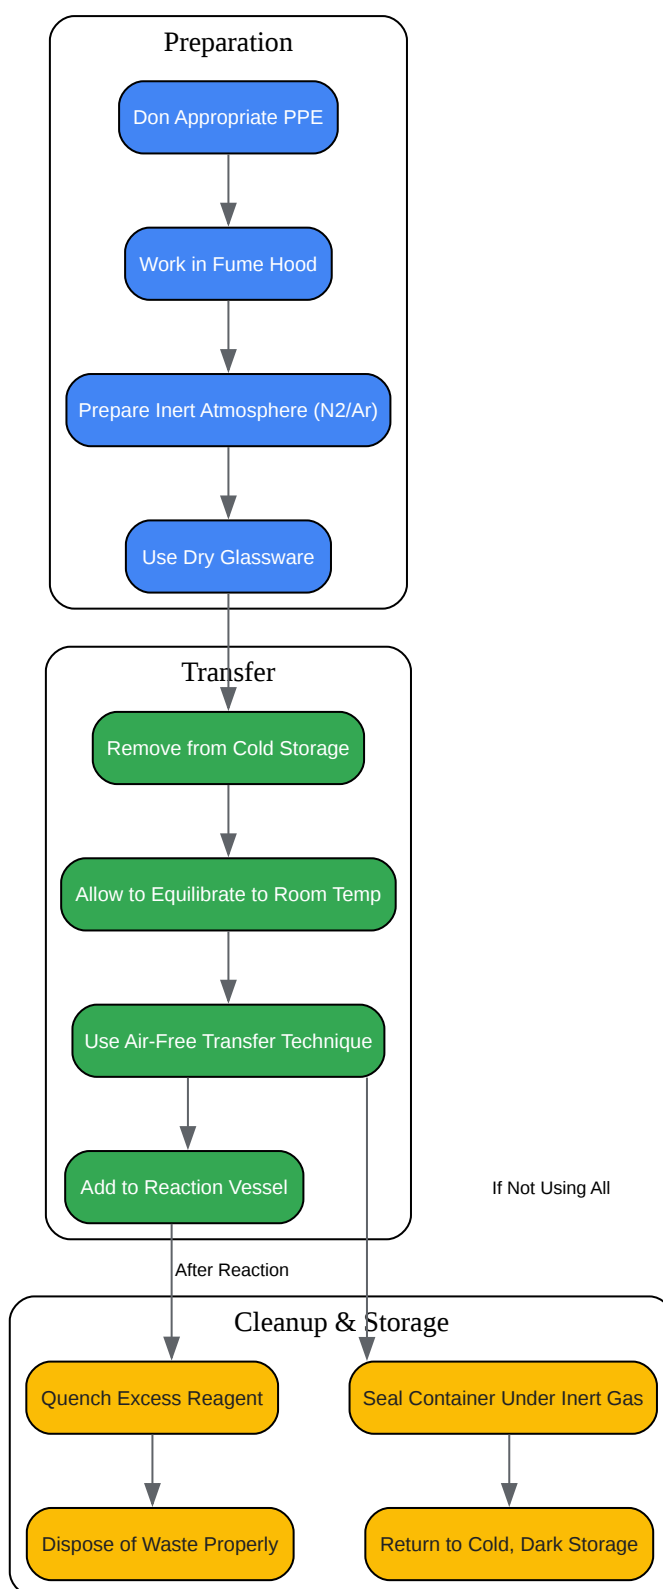 Preparation
Don Appropriate PPE
Work in Fume Hood
Prepare Inert Atmosphere (N2/Ar)
Use Dry Glassware
Transfer
Remove from Cold Storage
Allow to Equilibrate to Room Temp
Use Air-Free Transfer Technique
Add to Reaction Vessel
If Not Using All
After Reaction
Cleanup & Storage
Quench Excess Reagent
Seal Container Under Inert Gas
Dispose of Waste Properly
Return to Cold, Dark Storage